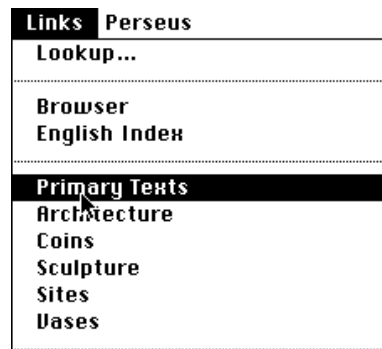 Links Perseus
Lookup...
Browser
English Index
Primary Texts
Architecture
Coins
Sculpture
Sites
Vases